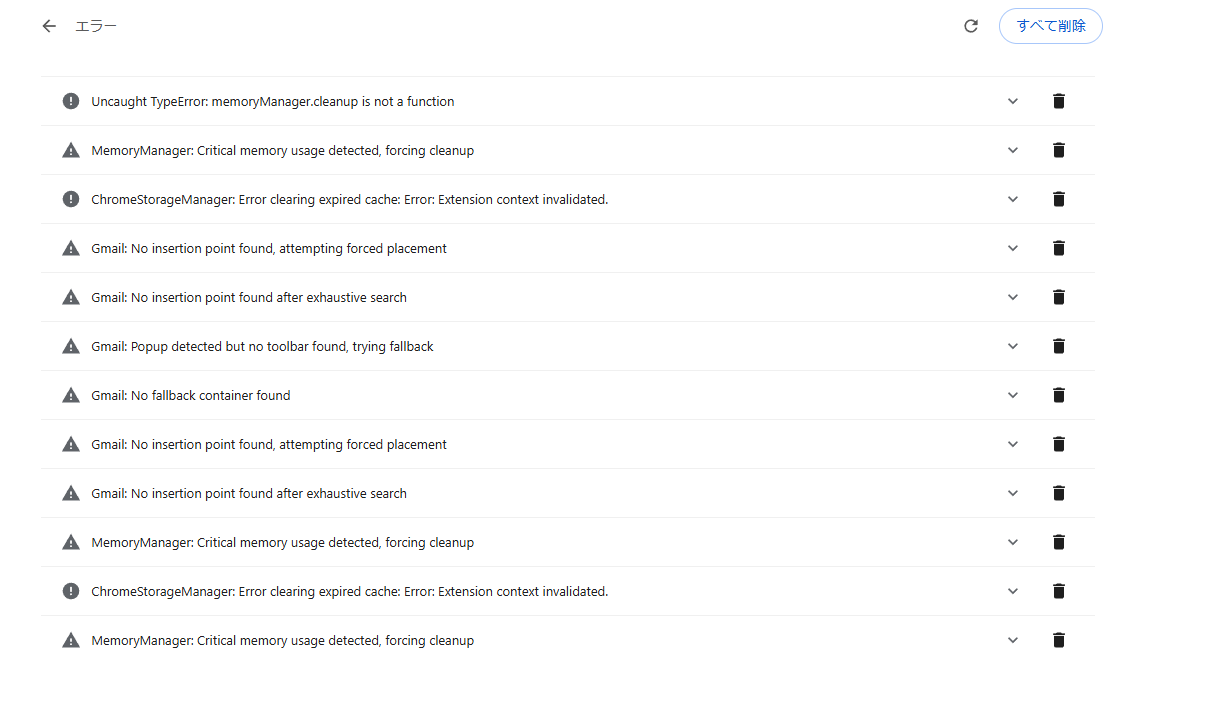 エラー
すべて削除
Uncaught TypeError: memoryManager.cleanup is not a function
MemoryManager: Critical memory usage detected, forcing cleanup
ChromeStorageManager: Error clearing expired cache: Error: Extension context invalidated.
Gmail: No insertion point found, attempting forced placement
Gmail: No insertion point found after exhaustive search
Gmail: Popup detected but no toolbar found, trying fallback
Gmail: No fallback container found
Gmail: No insertion point found, attempting forced placement
Gmail: No insertion point found after exhaustive search
MemoryManager: Critical memory usage detected, forcing cleanup
ChromeStorageManager: Error clearing expired cache: Error: Extension context invalidated.
MemoryManager: Critical memory usage detected, forcing cleanup